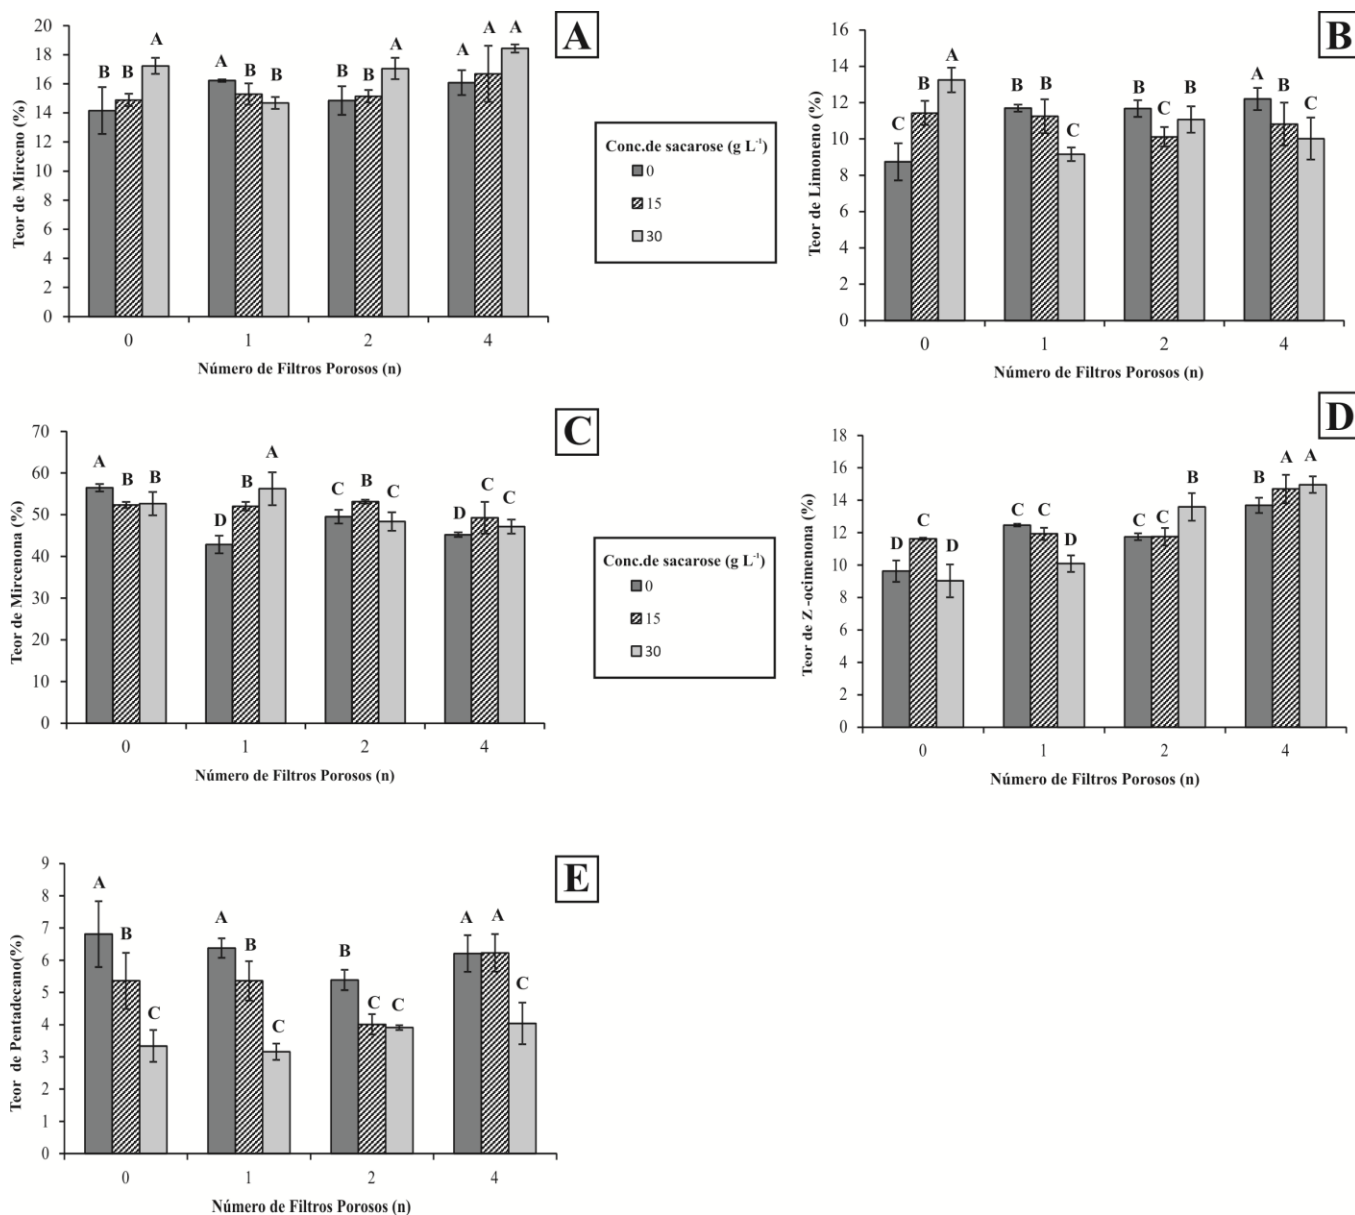 A
Teor de Mirceno (%)
20
18
16
14
12
10
8
6
4
2
0
B B A
A B B
B B A
A A A
0 1 2 4
Número de Filtros Porosos (n)
Conc.de sacarose (g L⁻¹)
0
15
30
B
Teor de Limoneno (%)
16
14
12
10
8
6
4
2
0
C B A
B B C
B C B
A B C
0 1 2 4
Número de Filtros Porosos (n)
C
Teor de Mircenona (%)
70
60
50
40
30
20
10
0
A B B
D B A
C B C
D C C
0 1 2 4
Número de Filtros Porosos (n)
Conc.de sacarose (g L⁻¹)
0
15
30
D
Teor de Z -ocimenona (%)
18
16
14
12
10
8
6
4
2
0
D C D
C C D
C C B
B A A
0 1 2 4
Número de Filtros Porosos (n)
E
Teor de Pentadecano(%)
9
8
7
6
5
4
3
2
1
0
A B C
A B C
B C C
A A C
0 1 2 4
Número de Filtros Porosos (n)